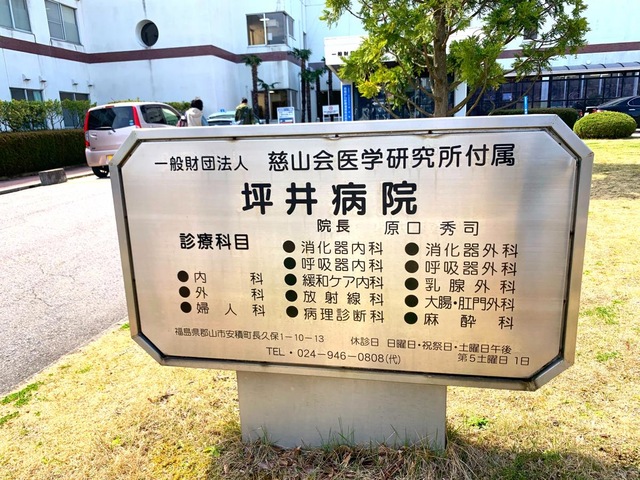 一般財団法人 慈山会医学研究所付属
坪井病院
院長 原口 秀司
診療科目
●内科
●外科
●婦人科
●消化器内科
●呼吸器内科
●緩和ケア内科
●放射線科
●病理診断科
●消化器外科
●呼吸器外科
●乳腺外科
●大腸・肛門外科
●麻酔科
福島県郡山市安積町長久保1-10-13
TEL・024-946-0808(代)
休診日 日曜日・祝祭日・土曜日午後
第5土曜日 1日